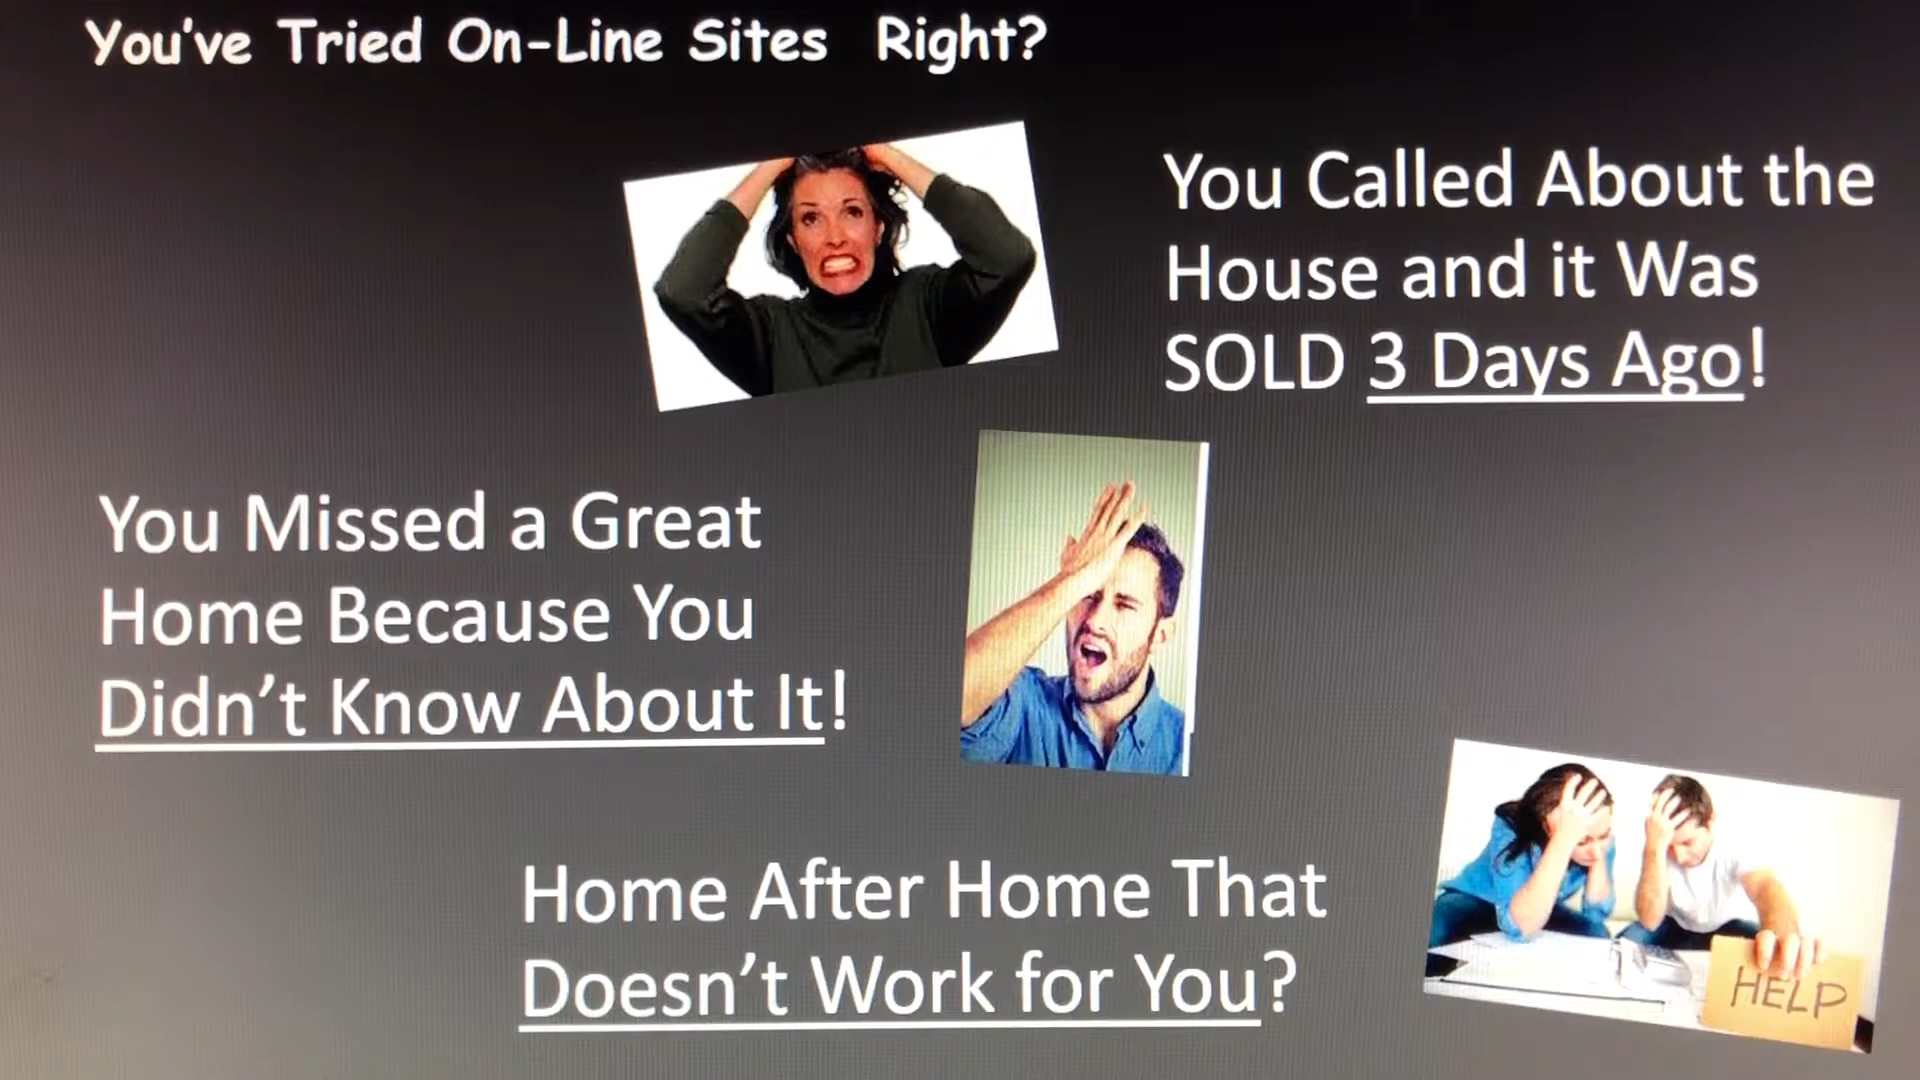 You've Tried On-Line Sites Right?
You Called About the
House and it Was
SOLD 3 Days Ago!
You Missed a Great
Home Because You
Didn't Know About It!
Home After Home That
Doesn't Work for You?
HELP